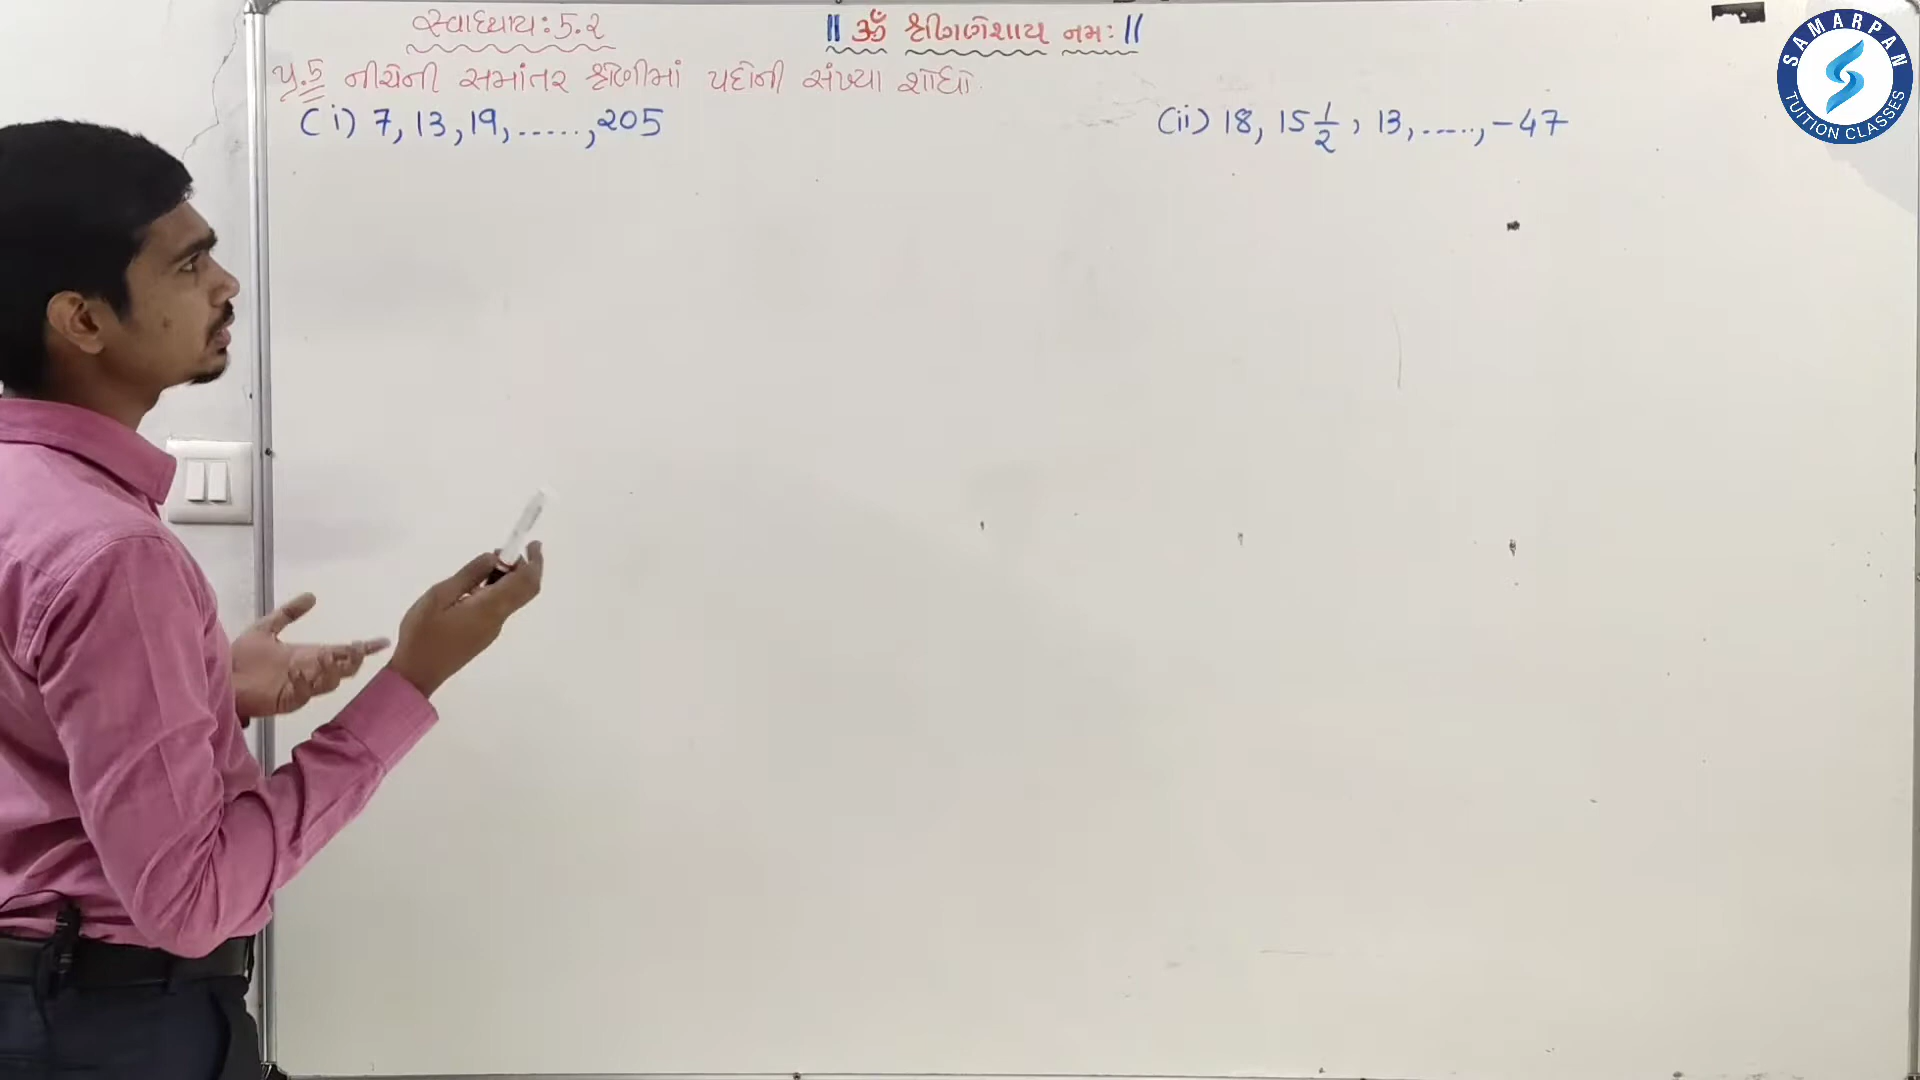 સ્વાધ્યાય: 5.2
|| ૐ શ્રી ગણેશાય નમઃ ||
પ્ર.5 નીચેની સમાંતર શ્રેણીમાં પદોની સંખ્યા શોધો.
(i) 7, 13, 19, ....., 205
(ii) 18, 15 1/2, 13, ....., -47
SAMARPAN
TUITION CLASSES